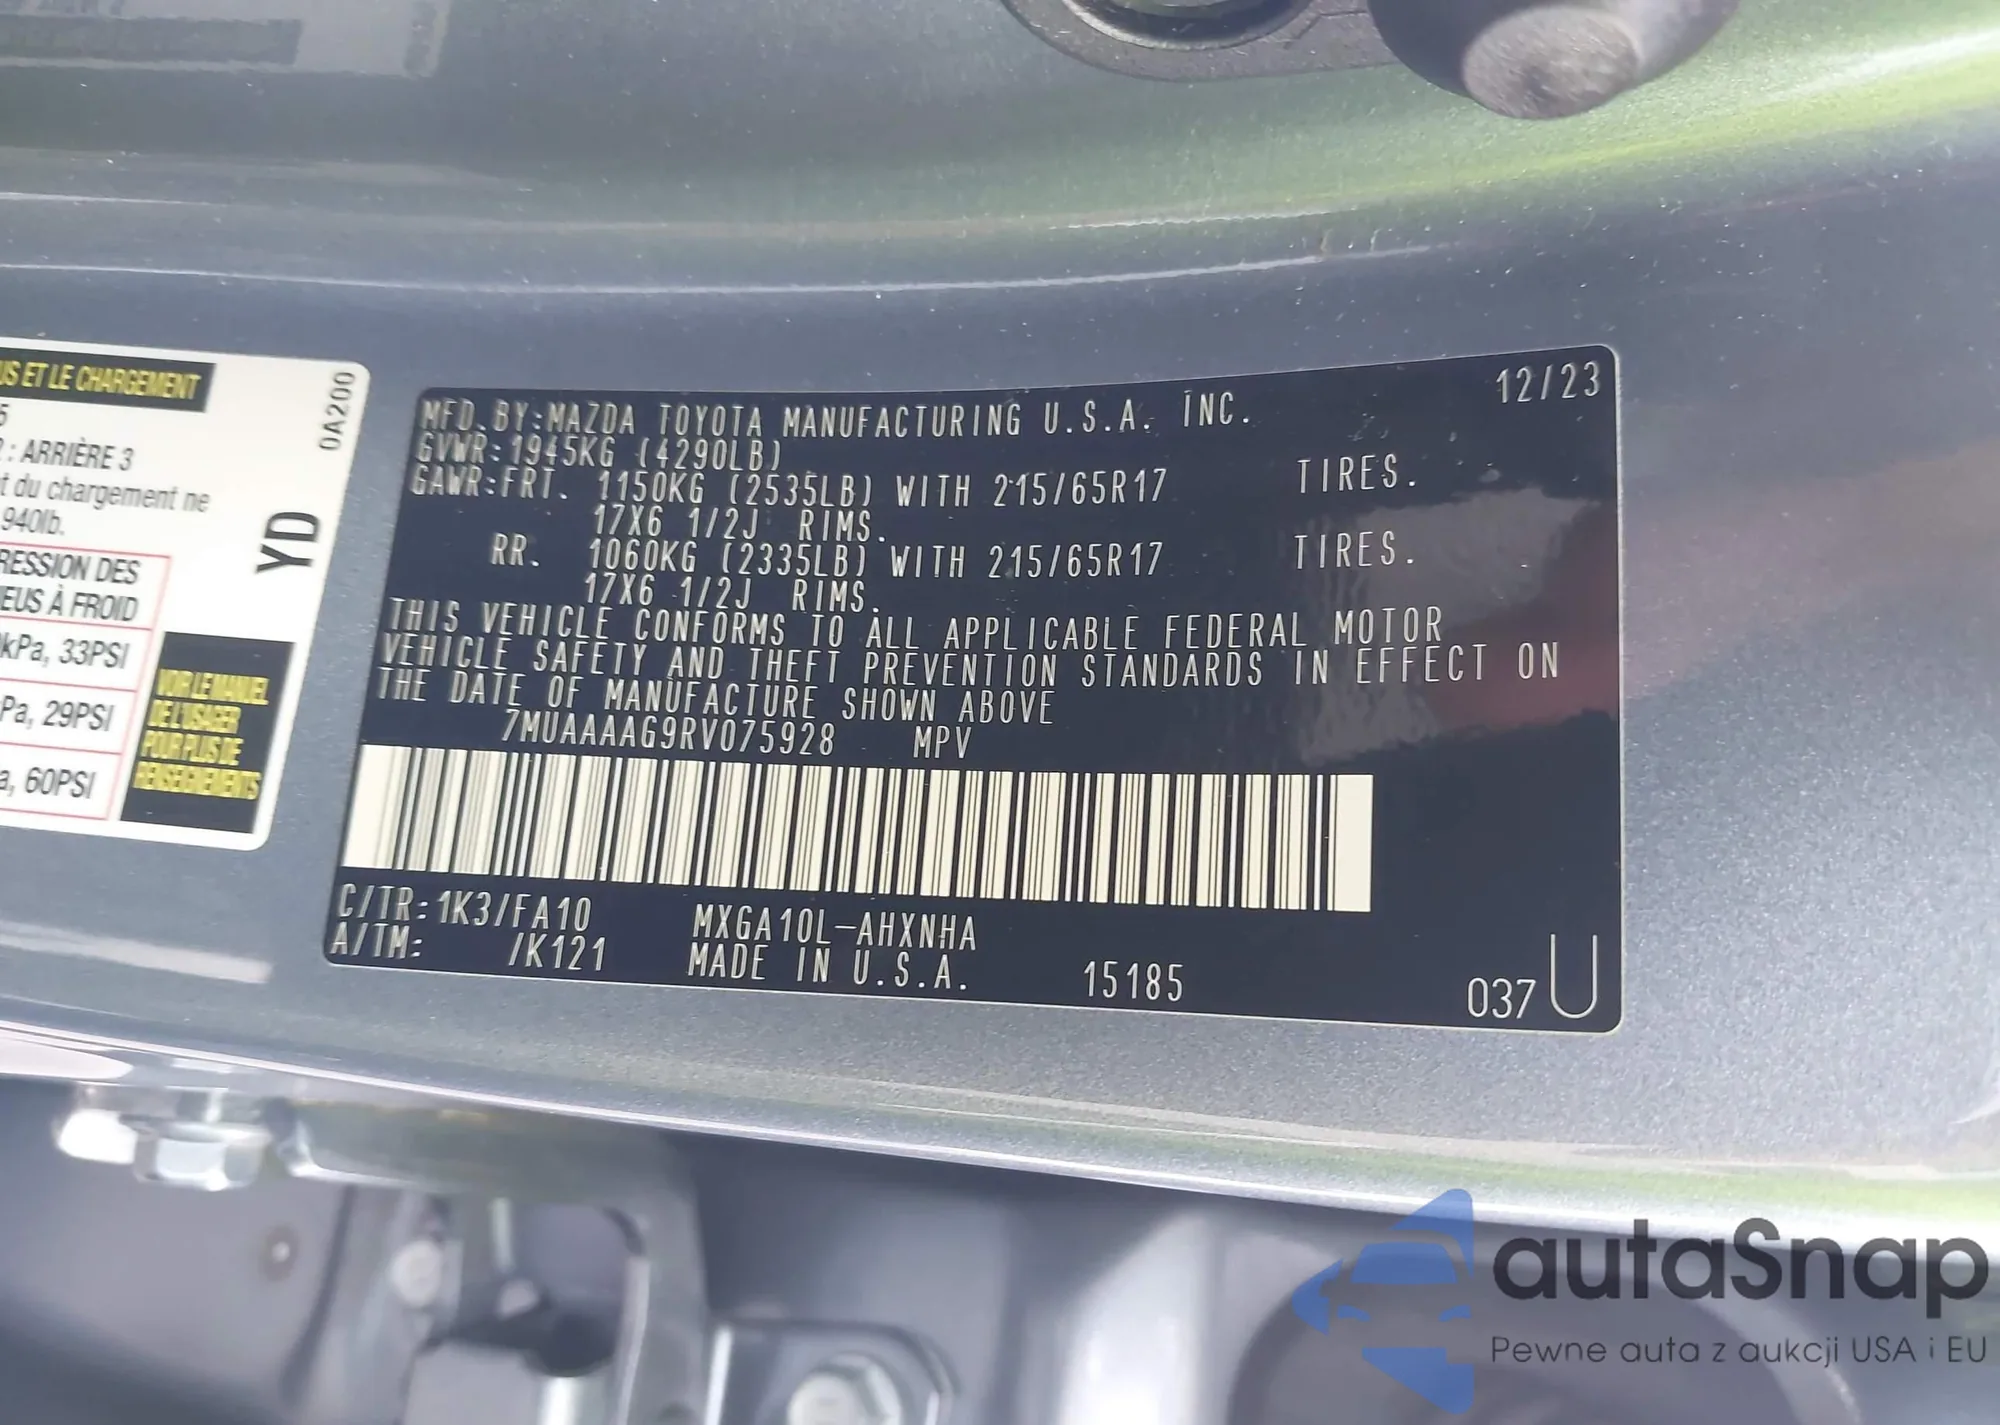 US ET LE CHARGEMENT
5
2 : ARRIÈRE 3
t du chargement ne
940lb.
RESSION DES
NEUS À FROID
kPa, 33PSI
Pa, 29PSI
a, 60PSI
0A200
YD
VOIR LE MANUEL
DE L'USAGER
POUR PLUS DE
RENSEIGNEMENTS
12/23
MFD.BY:MAZDA TOYOTA MANUFACTURING U.S.A. INC.
GVWR:1945KG (4290LB)
GAWR:FRT. 1150KG (2535LB) WITH 215/65R17 TIRES.
17X6 1/2J RIMS.
RR. 1060KG (2335LB) WITH 215/65R17 TIRES.
17X6 1/2J RIMS.
THIS VEHICLE CONFORMS TO ALL APPLICABLE FEDERAL MOTOR
VEHICLE SAFETY AND THEFT PREVENTION STANDARDS IN EFFECT ON
THE DATE OF MANUFACTURE SHOWN ABOVE
7MUAAAAG9RV075928 MPV
C/TR:1K3/FA10 MXGA10L-AHXNHA
A/TM: /K121 MADE IN U.S.A. 15185
037 U
autoSnap
Pewne auta z aukcji USA i EU